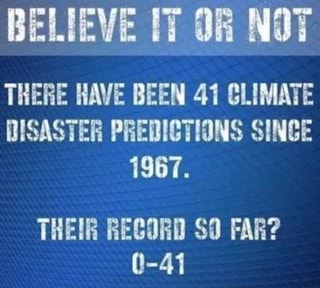 BELIEVE IT OR NOT
THERE HAVE BEEN 41 CLIMATE
DISASTER PREDICTIONS SINCE
1967.
THEIR RECORD SO FAR?
0-41